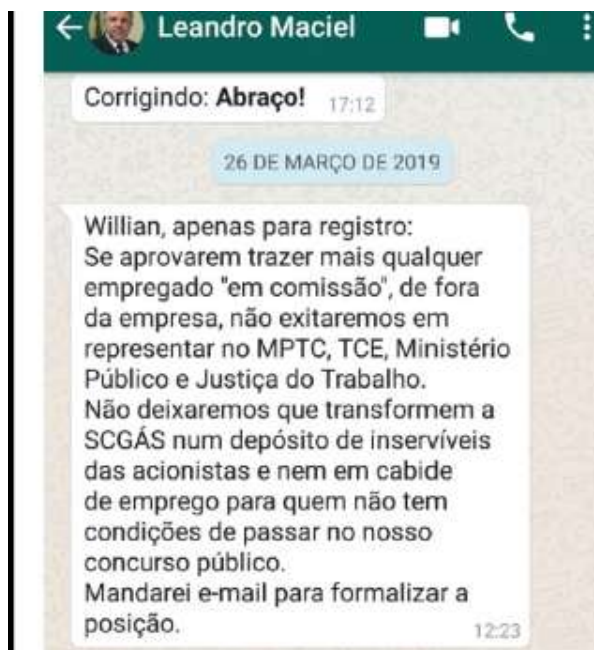 Leandro Maciel
Corrigindo: Abraço! 17:12
26 DE MARÇO DE 2019
Willian, apenas para registro:
Se aprovarem trazer mais qualquer
empregado "em comissão", de fora
da empresa, não exitaremos em
representar no MPTC, TCE, Ministério
Público e Justiça do Trabalho.
Não deixaremos que transformem a
SCGÁS num depósito de inservíveis
das acionistas e nem em cabide
de emprego para quem não tem
condições de passar no nosso
concurso público.
Mandarei e-mail para formalizar a
posição. 12:23